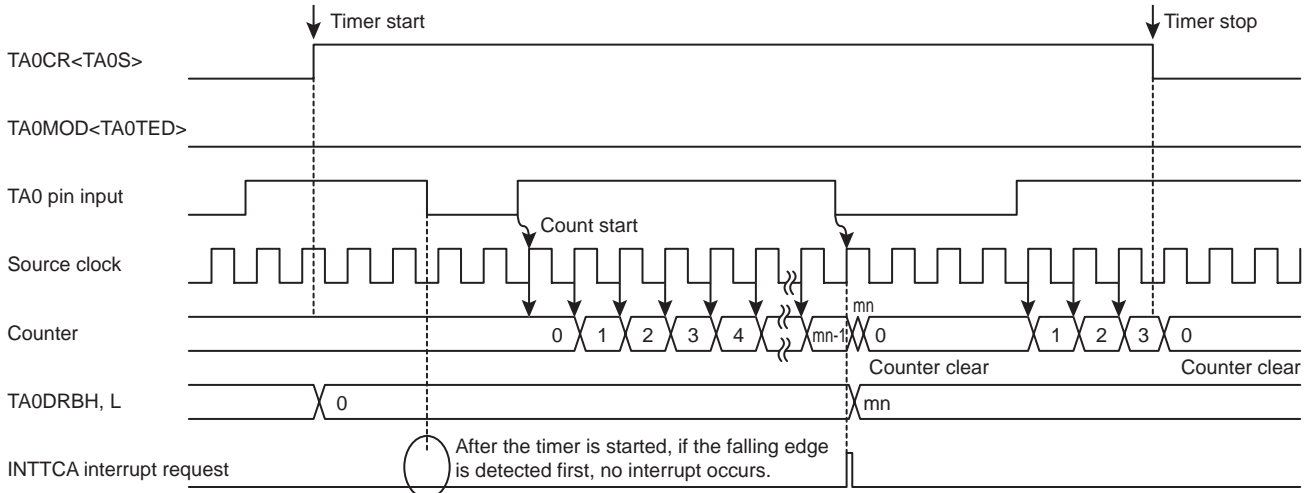 Timer start
Timer stop
TA0CR<TA0S>
TA0MOD<TA0TED>
TA0 pin input
Count start
Source clock
mn
Counter
0 1 2 3 4 mn-1 0 1 2 3 0
Counter clear
Counter clear
TA0DRBH, L
0
mn
After the timer is started, if the falling edge
is detected first, no interrupt occurs.
INTTCA interrupt request